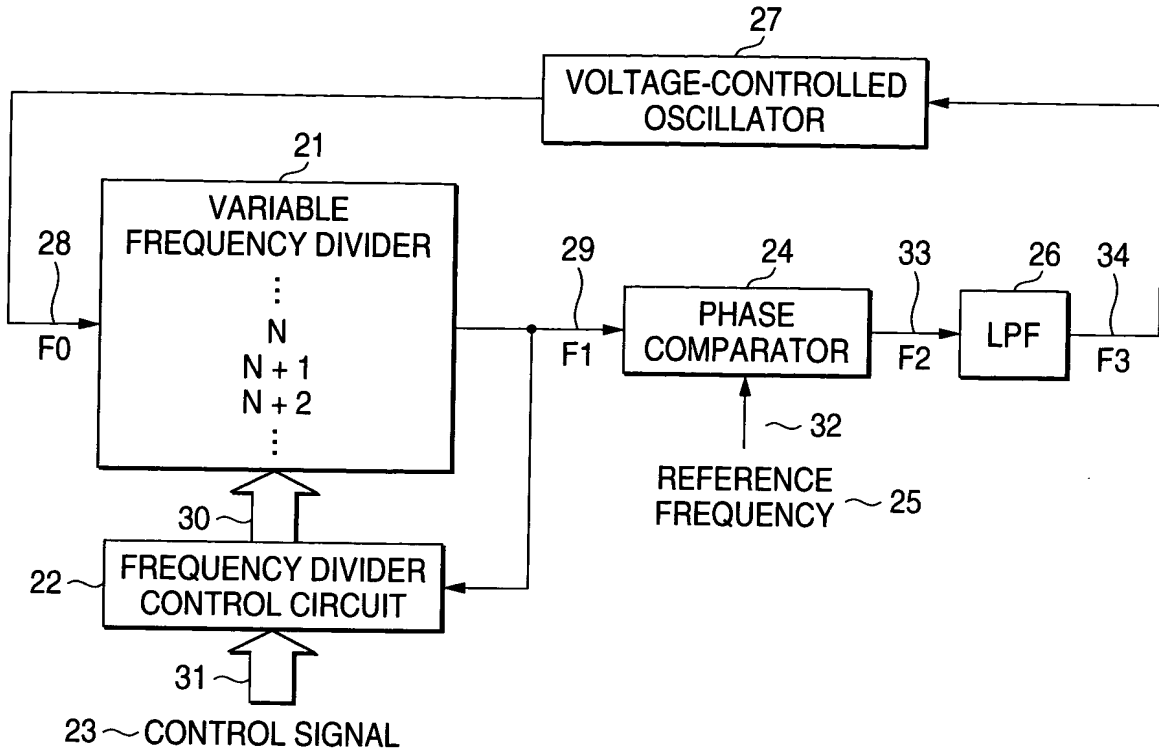 27
VOLTAGE-CONTROLLED
OSCILLATOR
21
VARIABLE
FREQUENCY DIVIDER
⋮
N
N + 1
N + 2
⋮
28
F0
29
F1
24
PHASE
COMPARATOR
33
F2
26
LPF
34
F3
32
REFERENCE
FREQUENCY
25
30
22
FREQUENCY DIVIDER
CONTROL CIRCUIT
31
23 CONTROL SIGNAL